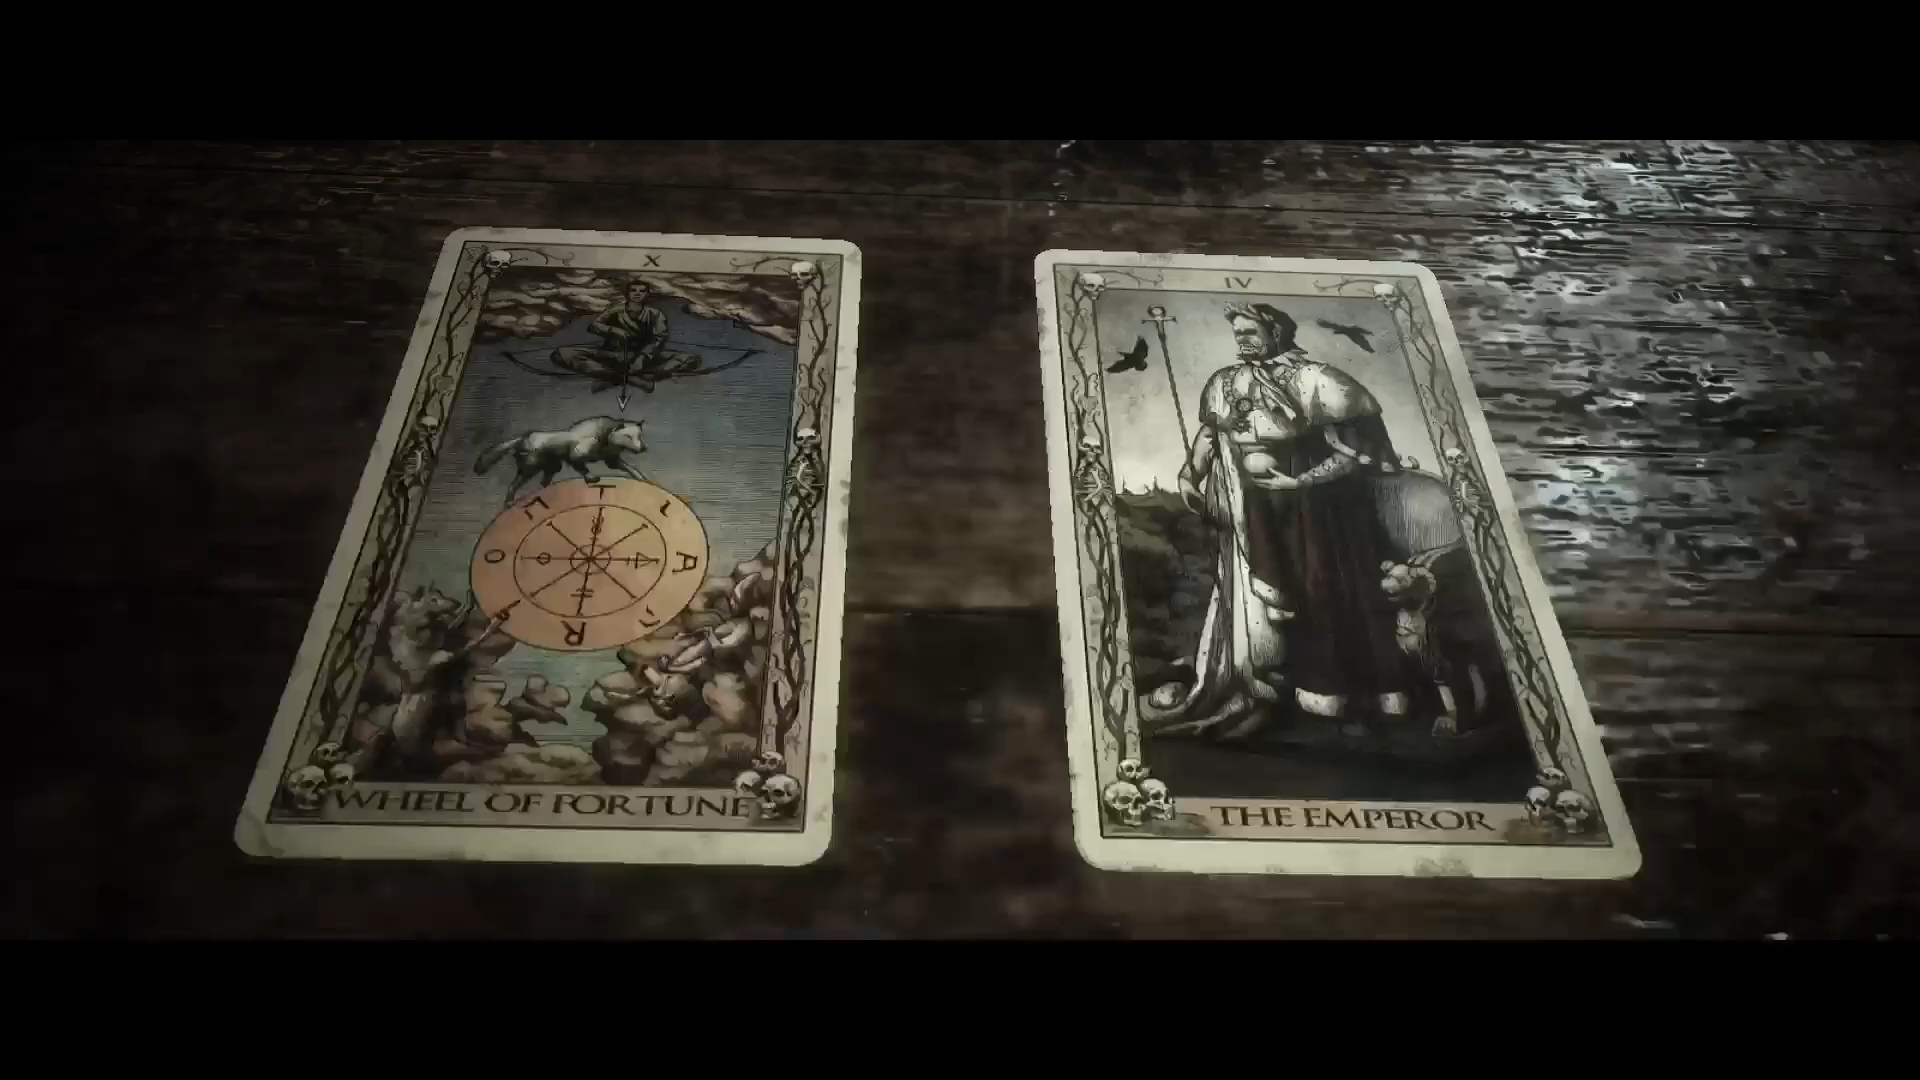 X
WHEEL OF FORTUNE
IV
THE EMPEROR
T
A
R
O